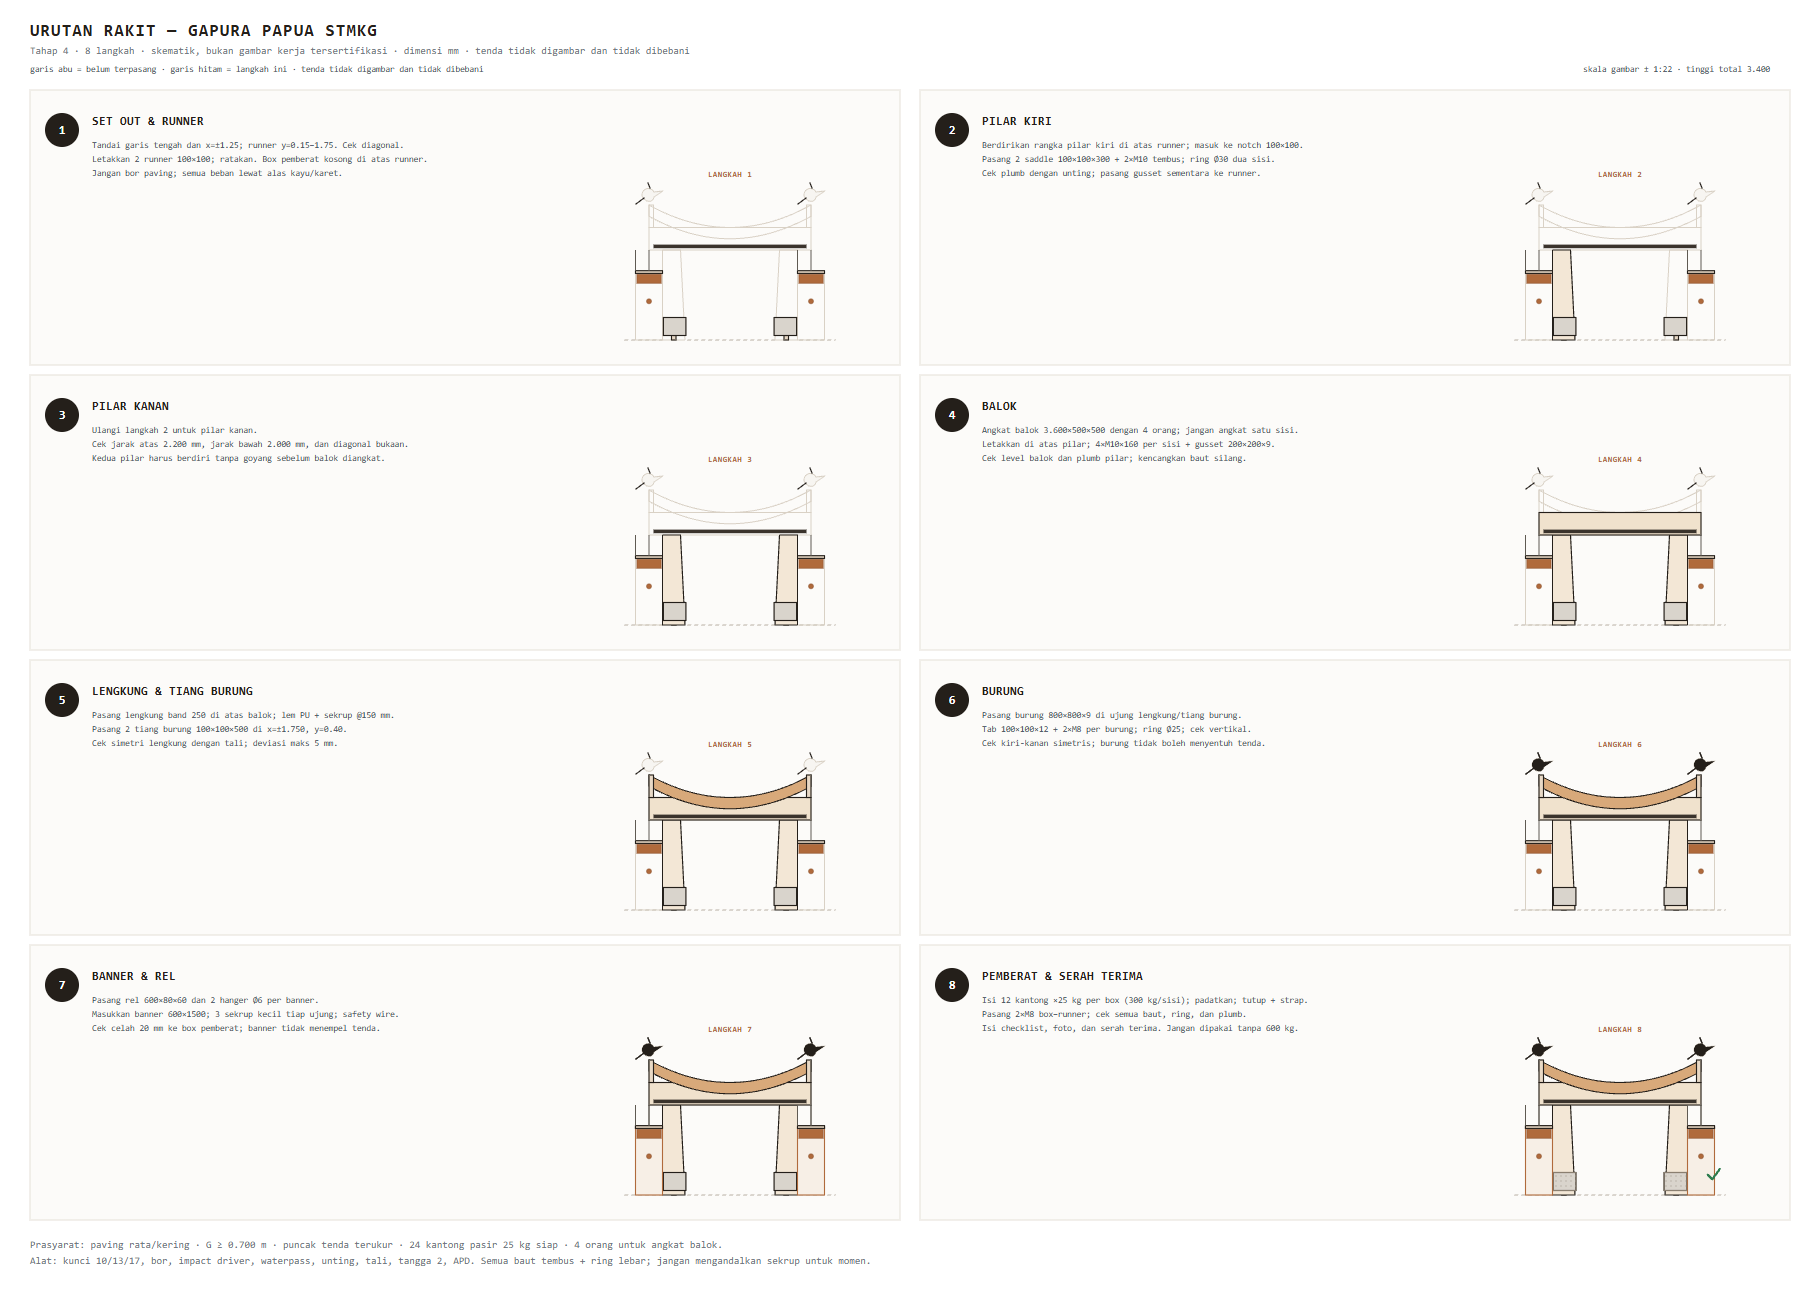 URUTAN RAKIT — GAPURA PAPUA STMKG
Tahap 4 · 8 langkah · skematik, bukan gambar kerja tersertifikasi · dimensi mm · tenda tidak digambar dan tidak dibebani
garis abu = belum terpasang · garis hitam = langkah ini · tenda tidak digambar dan tidak dibebani
skala gambar ± 1:22 · tinggi total 3.400
1
SET OUT & RUNNER
Tandai garis tengah dan x=±1.25; runner y=0.15–1.75. Cek diagonal.
Letakkan 2 runner 100×100; ratakan. Box pemberat kosong di atas runner.
Jangan bor paving; semua beban lewat alas kayu/karet.
LANGKAH 1
2
PILAR KIRI
Berdirikan rangka pilar kiri di atas runner; masuk ke notch 100×100.
Pasang 2 saddle 100×100×300 + 2×M10 tembus; ring Ø30 dua sisi.
Cek plumb dengan unting; pasang gusset sementara ke runner.
LANGKAH 2
3
PILAR KANAN
Ulangi langkah 2 untuk pilar kanan.
Cek jarak atas 2.200 mm, jarak bawah 2.000 mm, dan diagonal bukaan.
Kedua pilar harus berdiri tanpa goyang sebelum balok diangkat.
LANGKAH 3
4
BALOK
Angkat balok 3.600×500×500 dengan 4 orang; jangan angkat satu sisi.
Letakkan di atas pilar; 4×M10×160 per sisi + gusset 200×200×9.
Cek level balok dan plumb pilar; kencangkan baut silang.
LANGKAH 4
5
LENGKUNG & TIANG BURUNG
Pasang lengkung band 250 di atas balok; lem PU + sekrup @150 mm.
Pasang 2 tiang burung 100×100×500 di x=±1.750, y=0.40.
Cek simetri lengkung dengan tali; deviasi maks 5 mm.
LANGKAH 5
6
BURUNG
Pasang burung 800×800×9 di ujung lengkung/tiang burung.
Tab 100×100×12 + 2×M8 per burung; ring Ø25; cek vertikal.
Cek kiri-kanan simetris; burung tidak boleh menyentuh tenda.
LANGKAH 6
7
BANNER & REL
Pasang rel 600×80×60 dan 2 hanger Ø6 per banner.
Masukkan banner 600×1500; 3 sekrup kecil tiap ujung; safety wire.
Cek celah 20 mm ke box pemberat; banner tidak menempel tenda.
LANGKAH 7
8
PEMBERAT & SERAH TERIMA
Isi 12 kantong ×25 kg per box (300 kg/sisi); padatkan; tutup + strap.
Pasang 2×M8 box–runner; cek semua baut, ring, dan plumb.
Isi checklist, foto, dan serah terima. Jangan dipakai tanpa 600 kg.
LANGKAH 8
Prasyarat: paving rata/kering · G ≥ 0.700 m · puncak tenda terukur · 24 kantong pasir 25 kg siap · 4 orang untuk angkat balok.
Alat: kunci 10/13/17, bor, impact driver, waterpass, unting, tali, tangga 2, APD. Semua baut tembus + ring lebar; jangan mengandalkan sekrup untuk momen.